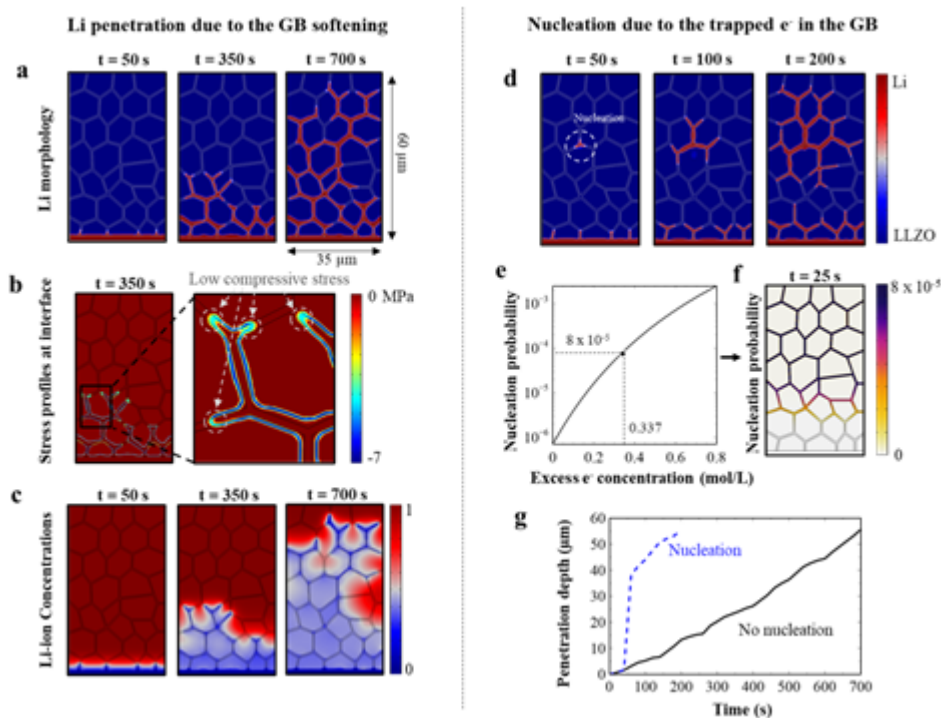 Li penetration due to the GB softening
a
t = 50 s
t = 350 s
t = 700 s
Li morphology
60 μm
35 μm
b
t = 350 s
Low compressive stress
0 MPa
-7
Stress profiles at interface
c
t = 50 s
t = 350 s
t = 700 s
Li-ion Concentrations
1
0
Nucleation due to the trapped e- in the GB
d
t = 50 s
t = 100 s
t = 200 s
Nucleation
Li
LLZO
e
Nucleation probability
10⁻³
10⁻⁴
10⁻⁵
10⁻⁶
8 x 10⁻⁵
0.337
0
0.2
0.4
0.6
0.8
Excess e⁻ concentration (mol/L)
f
t = 25 s
Nucleation probability
8 x 10⁻⁵
0
g
Penetration depth (μm)
60
50
40
30
20
10
0
Nucleation
No nucleation
0
100
200
300
400
500
600
700
Time (s)